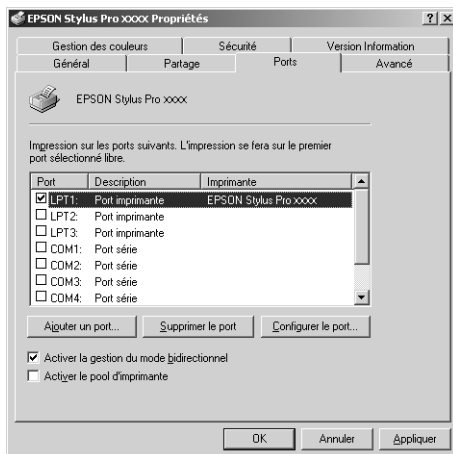 EPSON Stylus Pro xxxx Propriétés
Gestion des couleurs Sécurité Version Information
Général Partage Ports Avancé
EPSON Stylus Pro xxxx
Impression sur les ports suivants. L'impression se fera sur le premier
port sélectionné libre.
Port Description Imprimante
LPT1: Port imprimante EPSON Stylus Pro xxxx
LPT2: Port imprimante
LPT3: Port imprimante
COM1: Port série
COM2: Port série
COM3: Port série
COM4: Port série
Ajouter un port... Supprimer le port Configurer le port...
Activer la gestion du mode bidirectionnel
Activer le pool d'imprimante
OK Annuler Appliquer